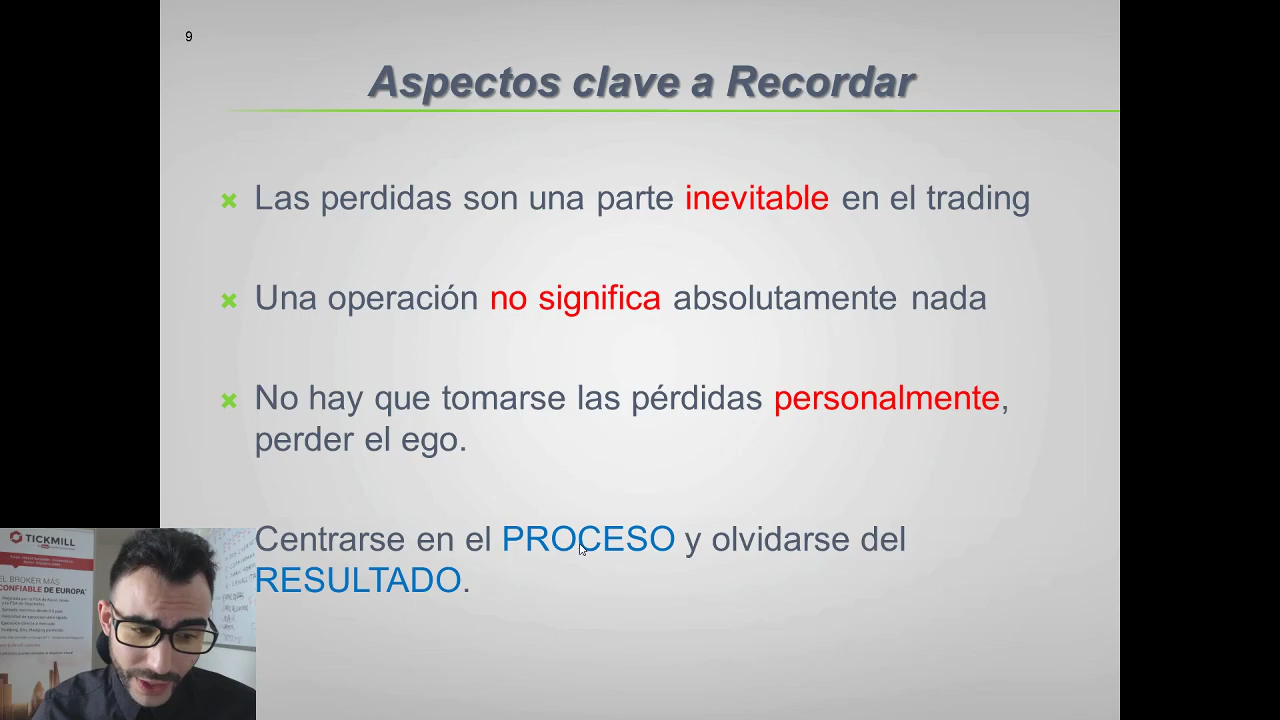 9
Aspectos clave a Recordar
Las perdidas son una parte inevitable en el trading
Una operación no significa absolutamente nada
No hay que tomarse las pérdidas personalmente,
perder el ego.
Centrarse en el PROCESO y olvidarse del
RESULTADO.
TICKMILL
EL BROKER MÁS
CONFIABLE DE EUROPA*